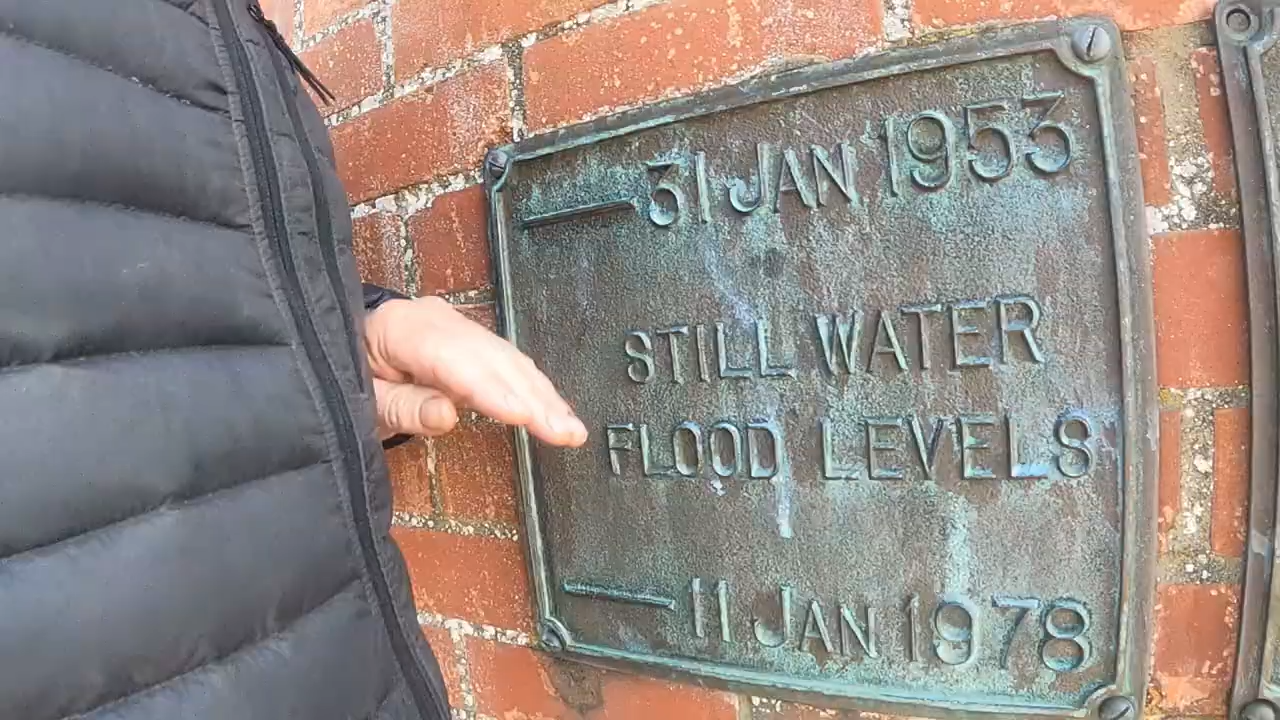 31 JAN 1953
STILL WATER
FLOOD LEVELS
11 JAN 1978